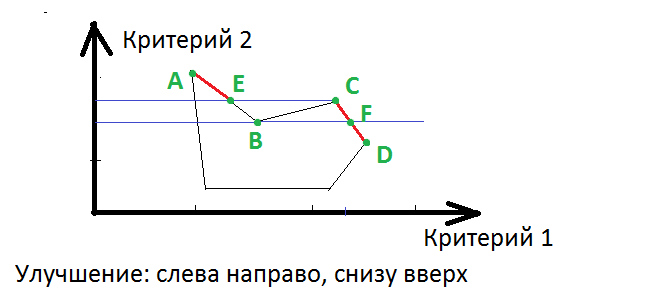 Критерий 2
A
E
C
B
F
D
Критерий 1
Улучшение: слева направо, снизу вверх